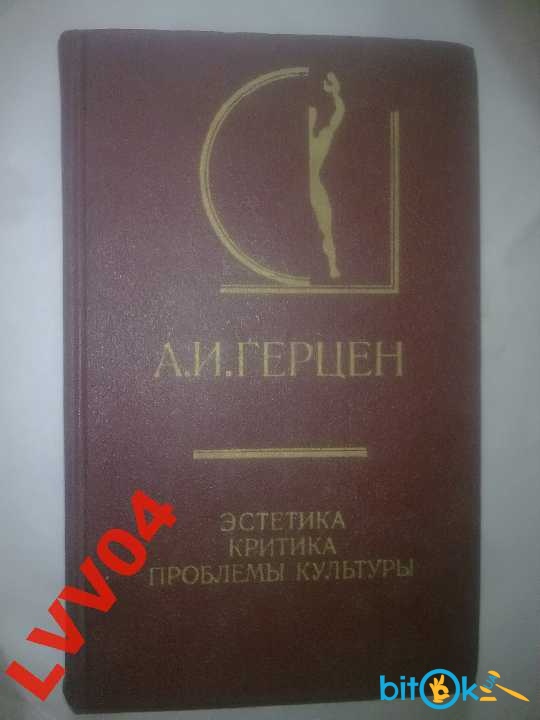 А.И.ГЕРЦЕН
ЭСТЕТИКА
КРИТИКА
ПРОБЛЕМЫ КУЛЬТУРЫ
LVV04
bitOk